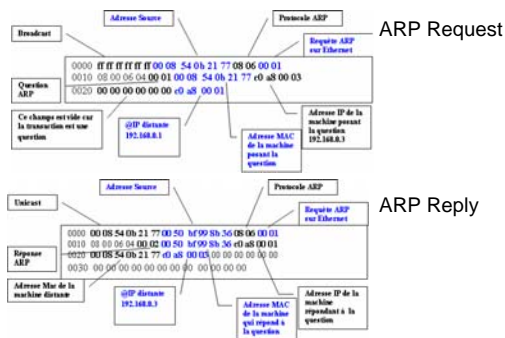 Adresse Source
Protocole ARP
ARP Request
Broadcast
Requête ARP
sur Ethernet
0000 ff ff ff ff ff ff 00 08 54 0b 21 77 08 06 00 01
0010 08 00 06 04 00 01 00 08 54 0b 21 77 c0 a8 00 03
0020 00 00 00 00 00 00 c0 a8 00 01
Question
ARP
Ce champs est vide car
la transaction est une
question
@IP distante
192.168.0.1
Adresse MAC
de la machine
posant la
question
Adresse IP de la
machine posant
la question
192.168.0.3
Adresse Source
Protocole ARP
ARP Reply
Unicast
Requête ARP
sur Ethernet
0000 00 08 54 0b 21 77 00 50 bf 99 8b 36 08 06 00 01
0010 08 00 06 04 00 02 00 50 bf 99 8b 36 c0 a8 00 01
0020 00 08 54 0b 21 77 c0 a8 00 03 00 00 00 00 00 00
0030 00 00 00 00 00 00 00 00 00 00 00 00
Réponse
ARP
Adresse Mac de la
machine distante
@IP distante
192.168.0.3
Adresse MAC
de la machine
qui répond à
la question
Adresse IP de la
machine
répondant à la
question